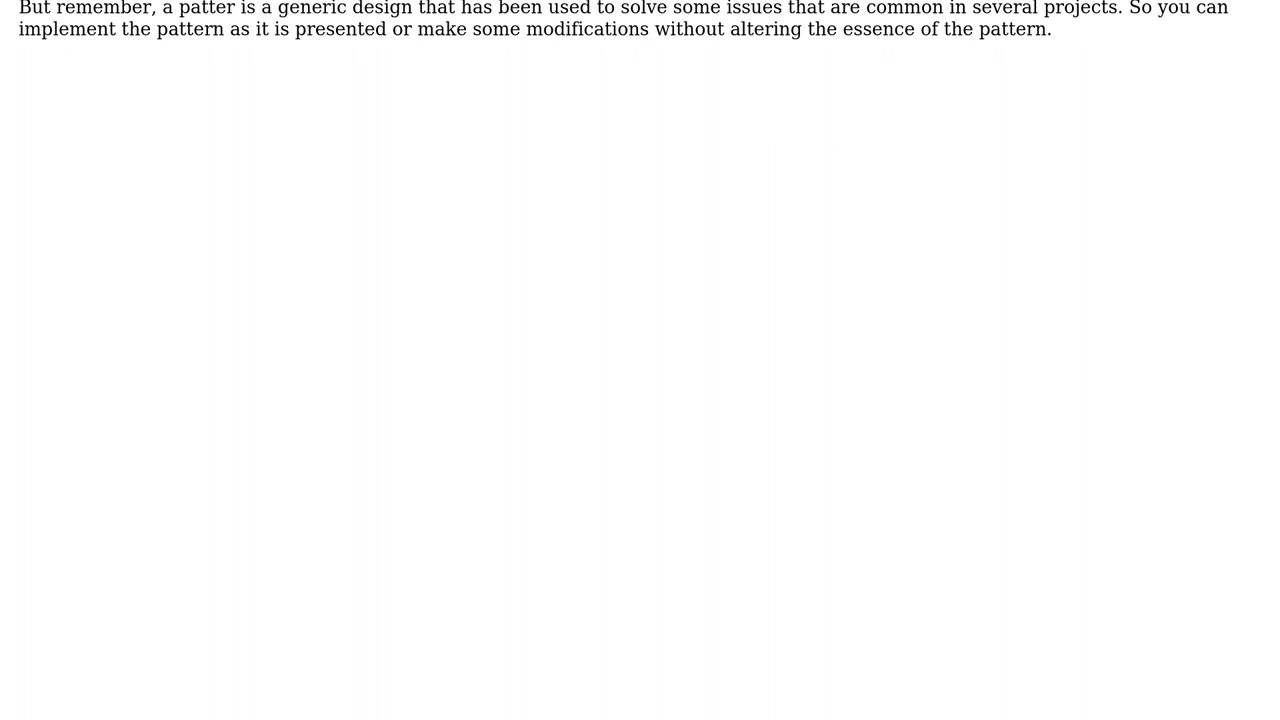 But remember, a patter is a generic design that has been used to solve some issues that are common in several projects. So you can
implement the pattern as it is presented or make some modifications without altering the essence of the pattern.